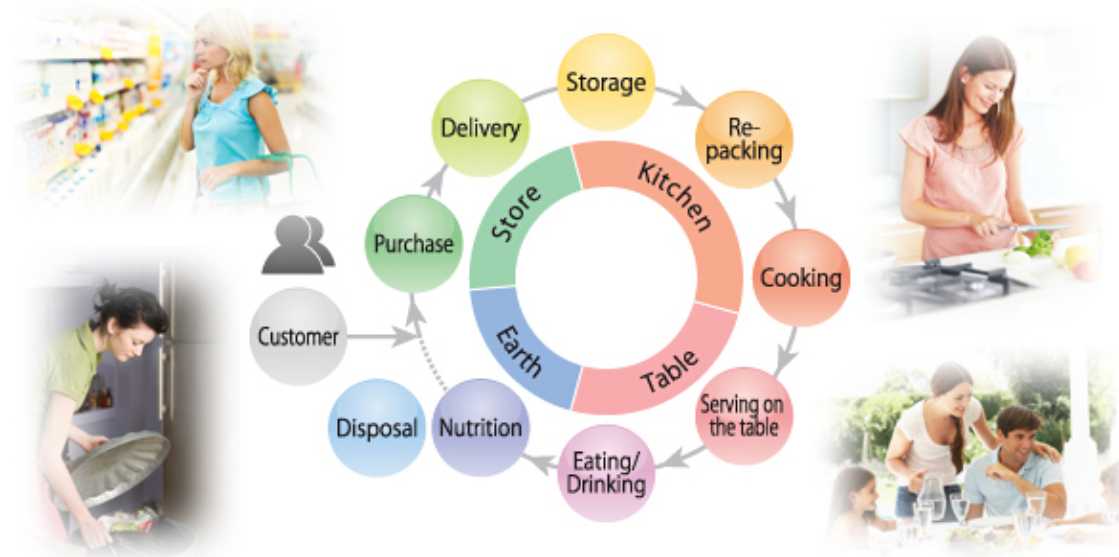 Storage
Delivery
Re-
packing
Kitchen
Store
Purchase
Cooking
Customer
Earth
Table
Serving on
the table
Disposal
Nutrition
Eating/
Drinking